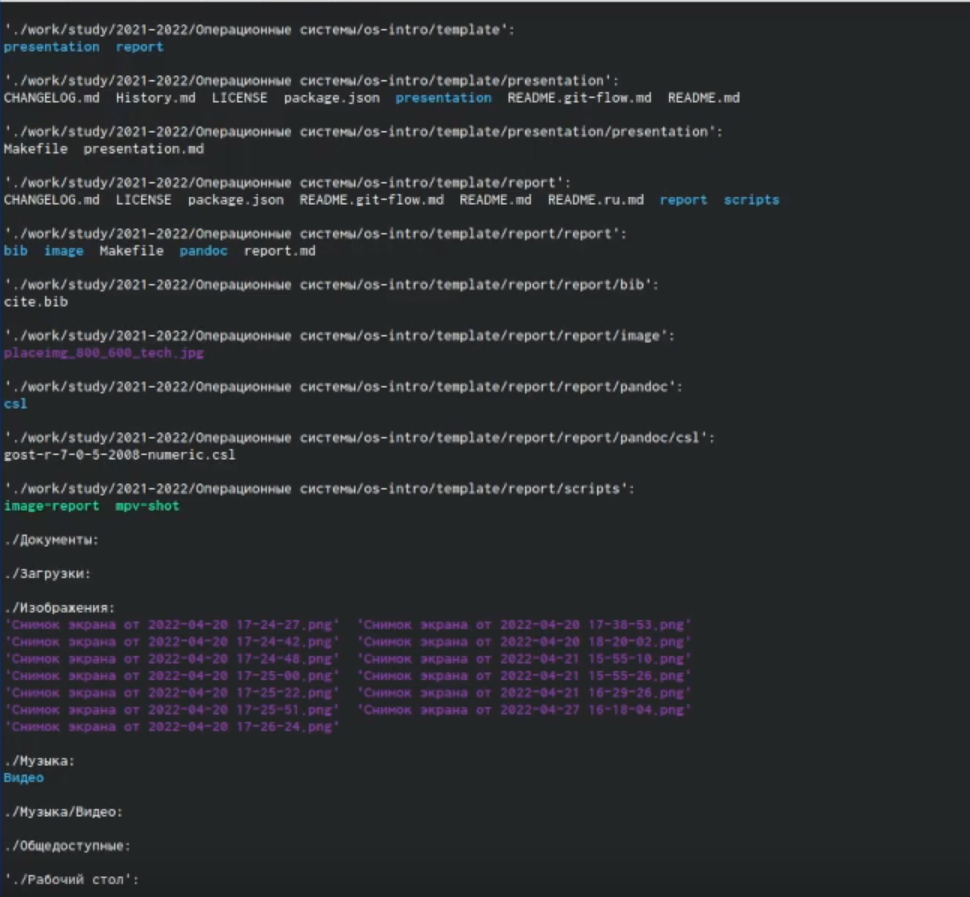 './work/study/2021-2022/Операционные системы/os-intro/template':
presentation  report
'./work/study/2021-2022/Операционные системы/os-intro/template/presentation':
CHANGELOG.md  History.md  LICENSE  package.json  presentation  README.git-flow.md  README.md
'./work/study/2021-2022/Операционные системы/os-intro/template/presentation/presentation':
Makefile  presentation.md
'./work/study/2021-2022/Операционные системы/os-intro/template/report':
CHANGELOG.md  LICENSE  package.json  README.git-flow.md  README.md  README.ru.md  report  scripts
'./work/study/2021-2022/Операционные системы/os-intro/template/report/report':
bib  image  Makefile  pandoc  report.md
'./work/study/2021-2022/Операционные системы/os-intro/template/report/report/bib':
cite.bib
'./work/study/2021-2022/Операционные системы/os-intro/template/report/report/image':
placeimg_800_600_tech.jpg
'./work/study/2021-2022/Операционные системы/os-intro/template/report/report/pandoc':
csl
'./work/study/2021-2022/Операционные системы/os-intro/template/report/report/pandoc/csl':
gost-r-7-0-5-2008-numeric.csl
'./work/study/2021-2022/Операционные системы/os-intro/template/report/scripts':
image-report  mpv-shot
./Документы:
./Загрузки:
./Изображения:
'Снимок экрана от 2022-04-20 17-24-27.png'  'Снимок экрана от 2022-04-20 17-38-53.png'
'Снимок экрана от 2022-04-20 17-24-42.png'  'Снимок экрана от 2022-04-20 18-20-02.png'
'Снимок экрана от 2022-04-20 17-24-48.png'  'Снимок экрана от 2022-04-21 15-55-10.png'
'Снимок экрана от 2022-04-20 17-25-00.png'  'Снимок экрана от 2022-04-21 15-55-26.png'
'Снимок экрана от 2022-04-20 17-25-22.png'  'Снимок экрана от 2022-04-21 16-29-26.png'
'Снимок экрана от 2022-04-20 17-25-51.png'  'Снимок экрана от 2022-04-27 16-18-04.png'
'Снимок экрана от 2022-04-20 17-26-24.png'
./Музыка:
Видео
./Музыка/Видео:
./Общедоступные:
'./Рабочий стол':